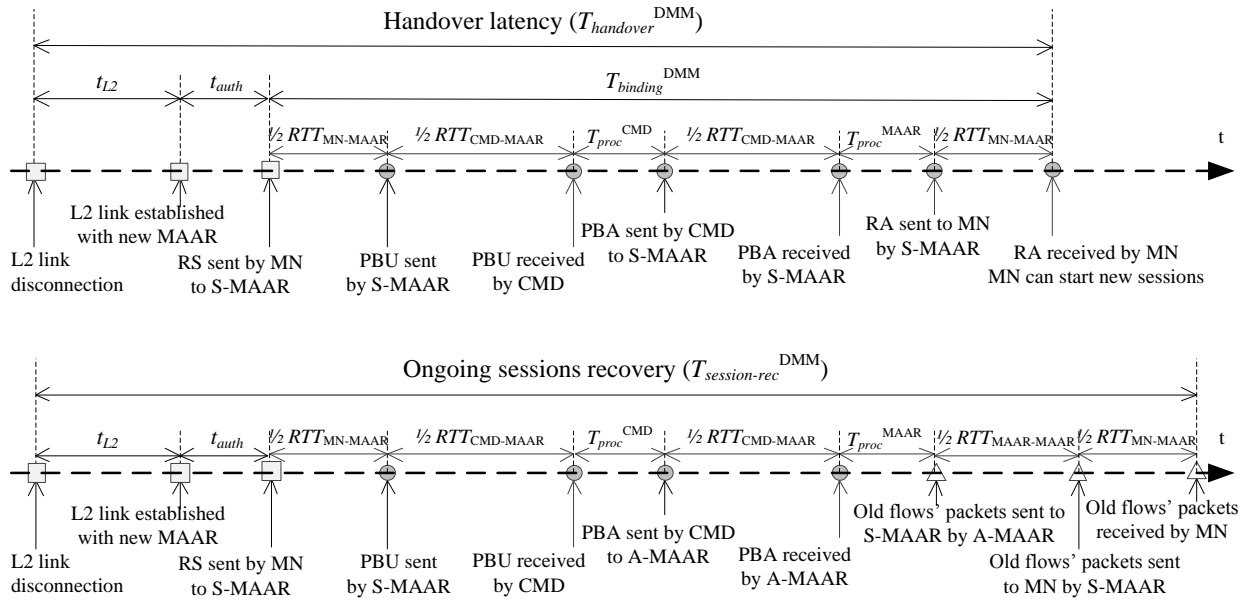 Handover latency (T_handover^DMM)
t_L2 t_auth T_binding^DMM
½ RTT_MN-MAAR ½ RTT_CMD-MAAR T_proc^CMD ½ RTT_CMD-MAAR T_proc^MAAR ½ RTT_MN-MAAR t
L2 link disconnection
L2 link established
with new MAAR
RS sent by MN
to S-MAAR
PBU sent
by S-MAAR
PBU received
by CMD
PBA sent by CMD
to S-MAAR
PBA received
by S-MAAR
RA sent to MN
by S-MAAR
RA received by MN
MN can start new sessions
Ongoing sessions recovery (T_session-rec^DMM)
t_L2 t_auth ½ RTT_MN-MAAR ½ RTT_CMD-MAAR T_proc^CMD ½ RTT_CMD-MAAR T_proc^MAAR ½ RTT_MAAR-MAAR ½ RTT_MN-MAAR t
L2 link
disconnection
L2 link established
with new MAAR
RS sent by MN
to S-MAAR
PBU sent
by S-MAAR
PBU received
by CMD
PBA sent by CMD
to A-MAAR
PBA received
by A-MAAR
Old flows' packets sent to
S-MAAR by A-MAAR
Old flows' packets sent
to MN by S-MAAR
Old flows' packets
received by MN